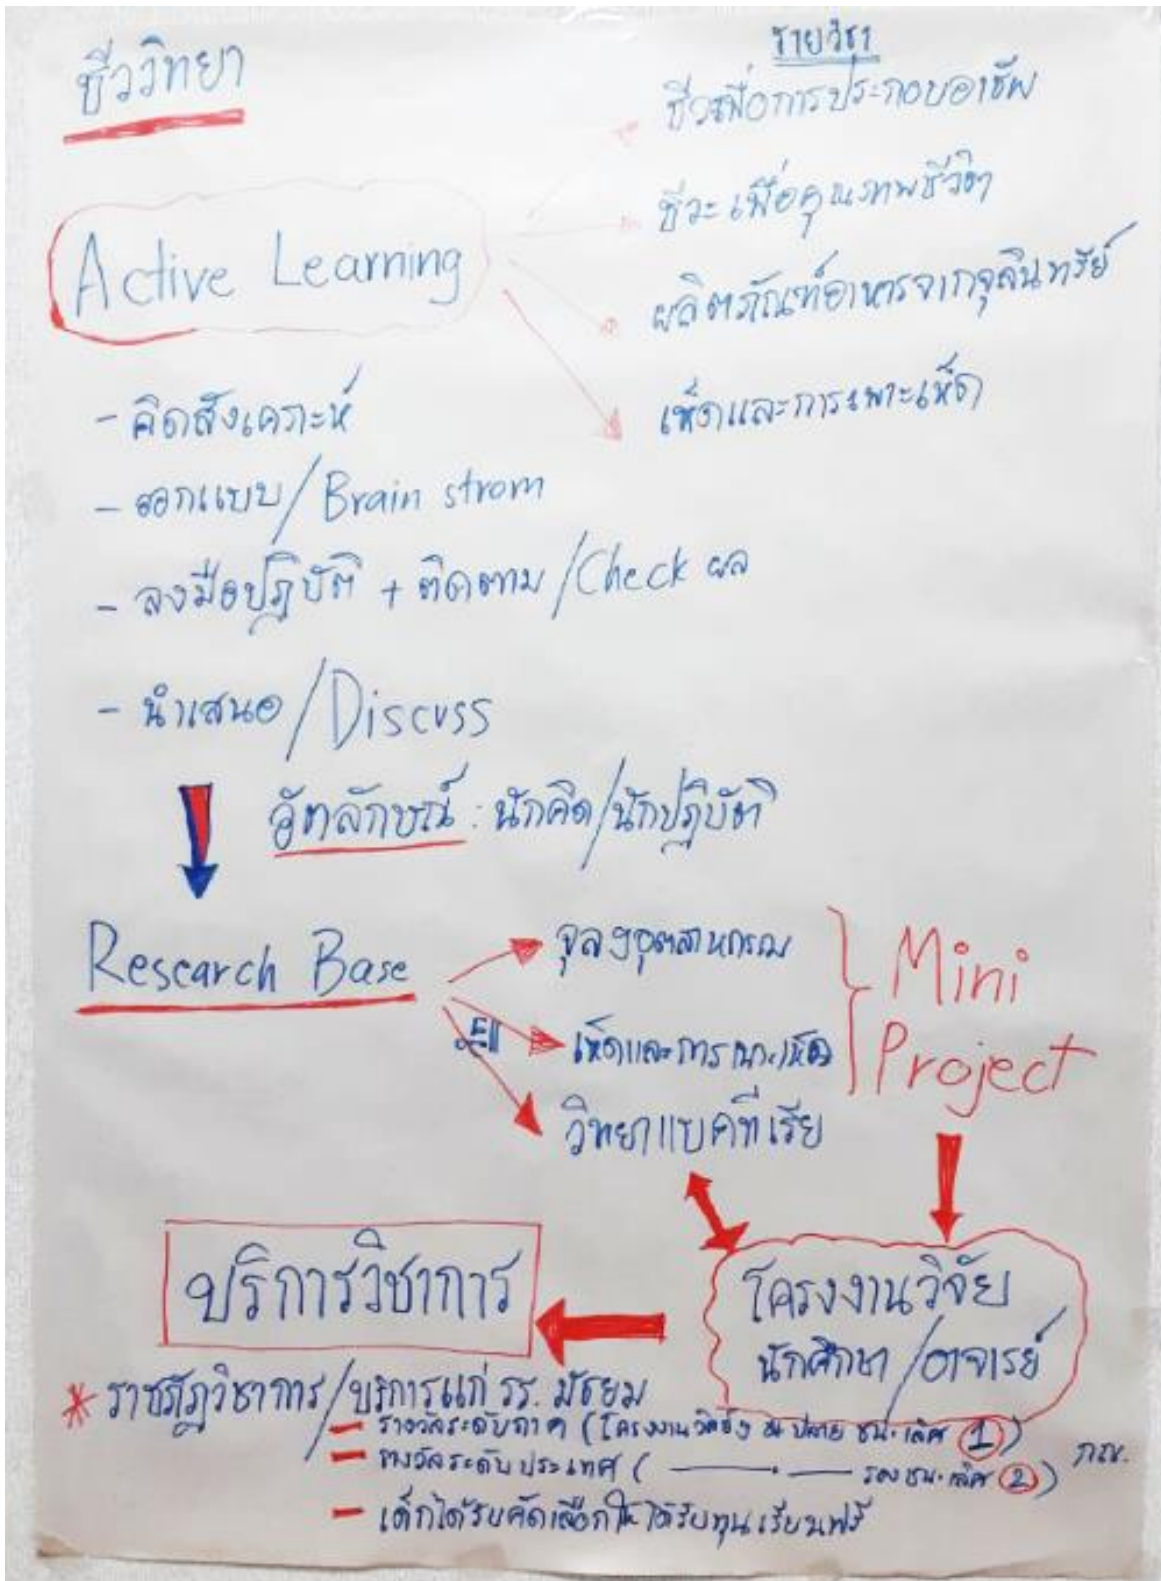 ชีววิทยา
รายวิชา
ชีวะเพื่อการประกอบอาชีพ
ชีวะเพื่อคุณภาพชีวิต
Active Learning
ผลิตภัณฑ์อาหารจากจุลินทรีย์
เห็ดและการเพาะเห็ด
- คิดสังเคราะห์
- ออกแบบ/Brain strom
- ลงมือปฏิบัติ + ติดตาม/Check ผล
- นำเสนอ/Discuss
อัตลักษณ์ : นักคิด/นักปฏิบัติ
Research Base
จุลฯอุตสาหกรรม
เห็ดและการเพาะเห็ด
วิทยาแบคทีเรีย
Mini
Project
บริการวิชาการ
โครงงานวิจัย
นักศึกษา/อาจารย์
* ราชภัฏวิชาการ/บริการแก่ รร. มัธยม
- รางวัลระดับภาค (โครงงาน ม. ปลาย ชนะเลิศ 1)
- รางวัลระดับประเทศ ( รองชนะเลิศ 2)
- เด็กได้รับคัดเลือกให้ได้รับทุนเรียนฟรี